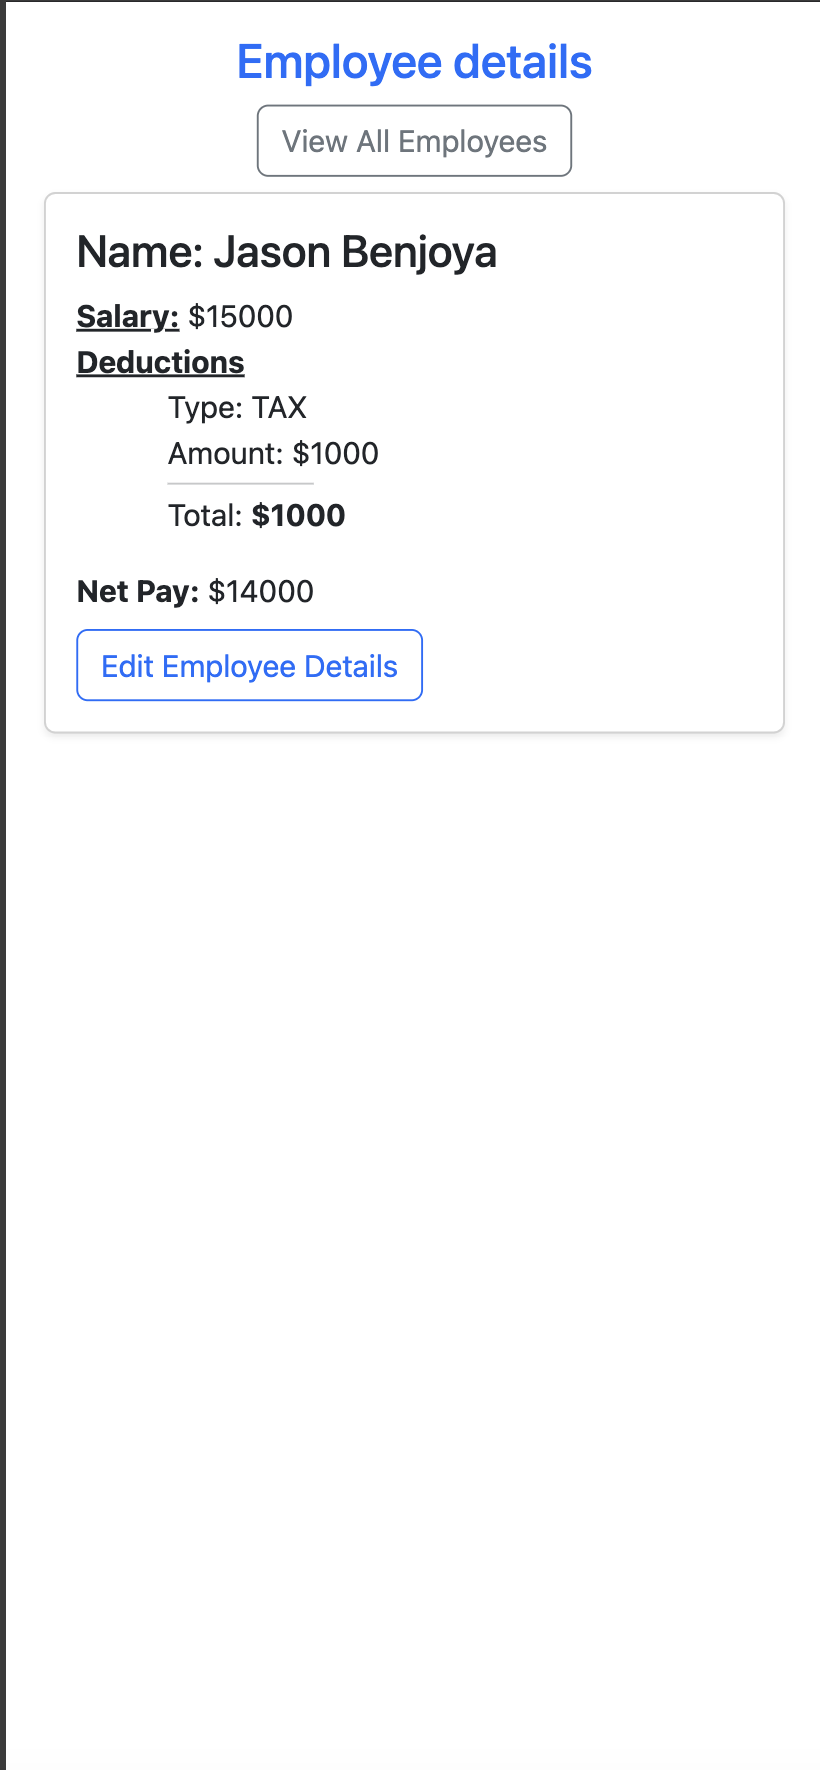 Employee details
View All Employees
Name: Jason Benjoya
Salary: $15000
Deductions
Type: TAX
Amount: $1000
Total: $1000
Net Pay: $14000
Edit Employee Details